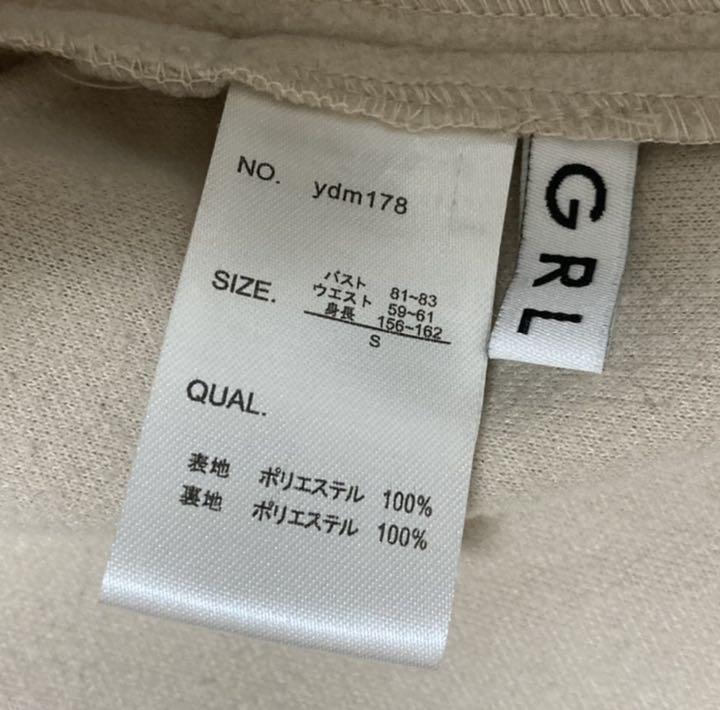 NO. ydm178
SIZE.
バスト 81~83
ウエスト 59~61
身長 156~162
S
QUAL.
表地 ポリエステル 100%
裏地 ポリエステル 100%
GRL